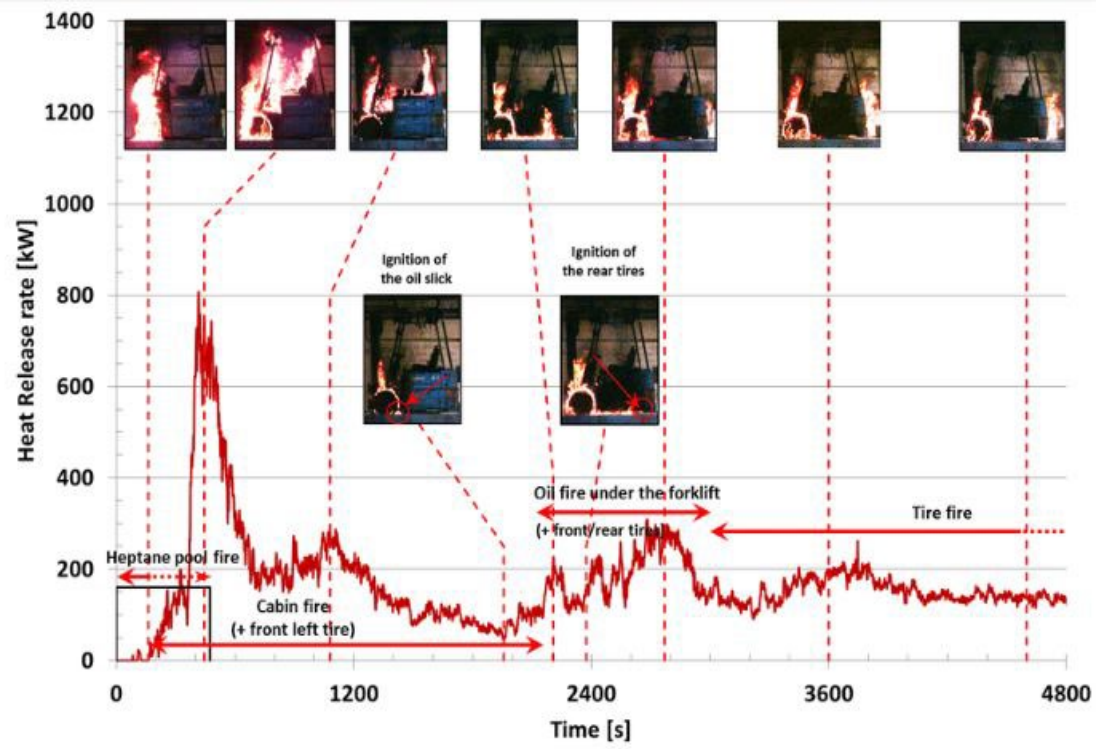 1400
1200
1000
800
600
400
200
0
Heat Release rate [kW]
Ignition of
the oil slick
Ignition of
the rear tires
Oil fire under the forklift
(+ front/rear tires)
Tire fire
Heptane pool fire
Cabin fire
(+ front left tire)
0
1200
2400
3600
4800
Time [s]